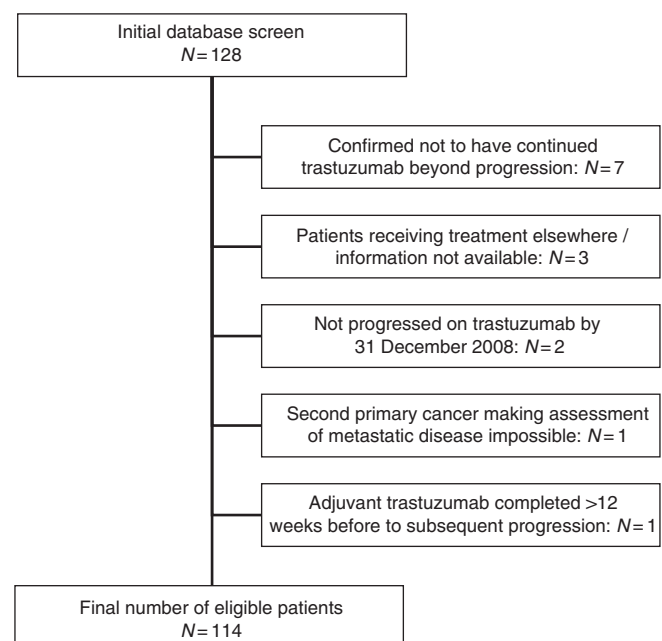 Initial database screen
N=128
Confirmed not to have continued
trastuzumab beyond progression: N=7
Patients receiving treatment elsewhere /
information not available: N=3
Not progressed on trastuzumab by
31 December 2008: N=2
Second primary cancer making assessment
of metastatic disease impossible: N=1
Adjuvant trastuzumab completed >12
weeks before to subsequent progression: N=1
Final number of eligible patients
N=114